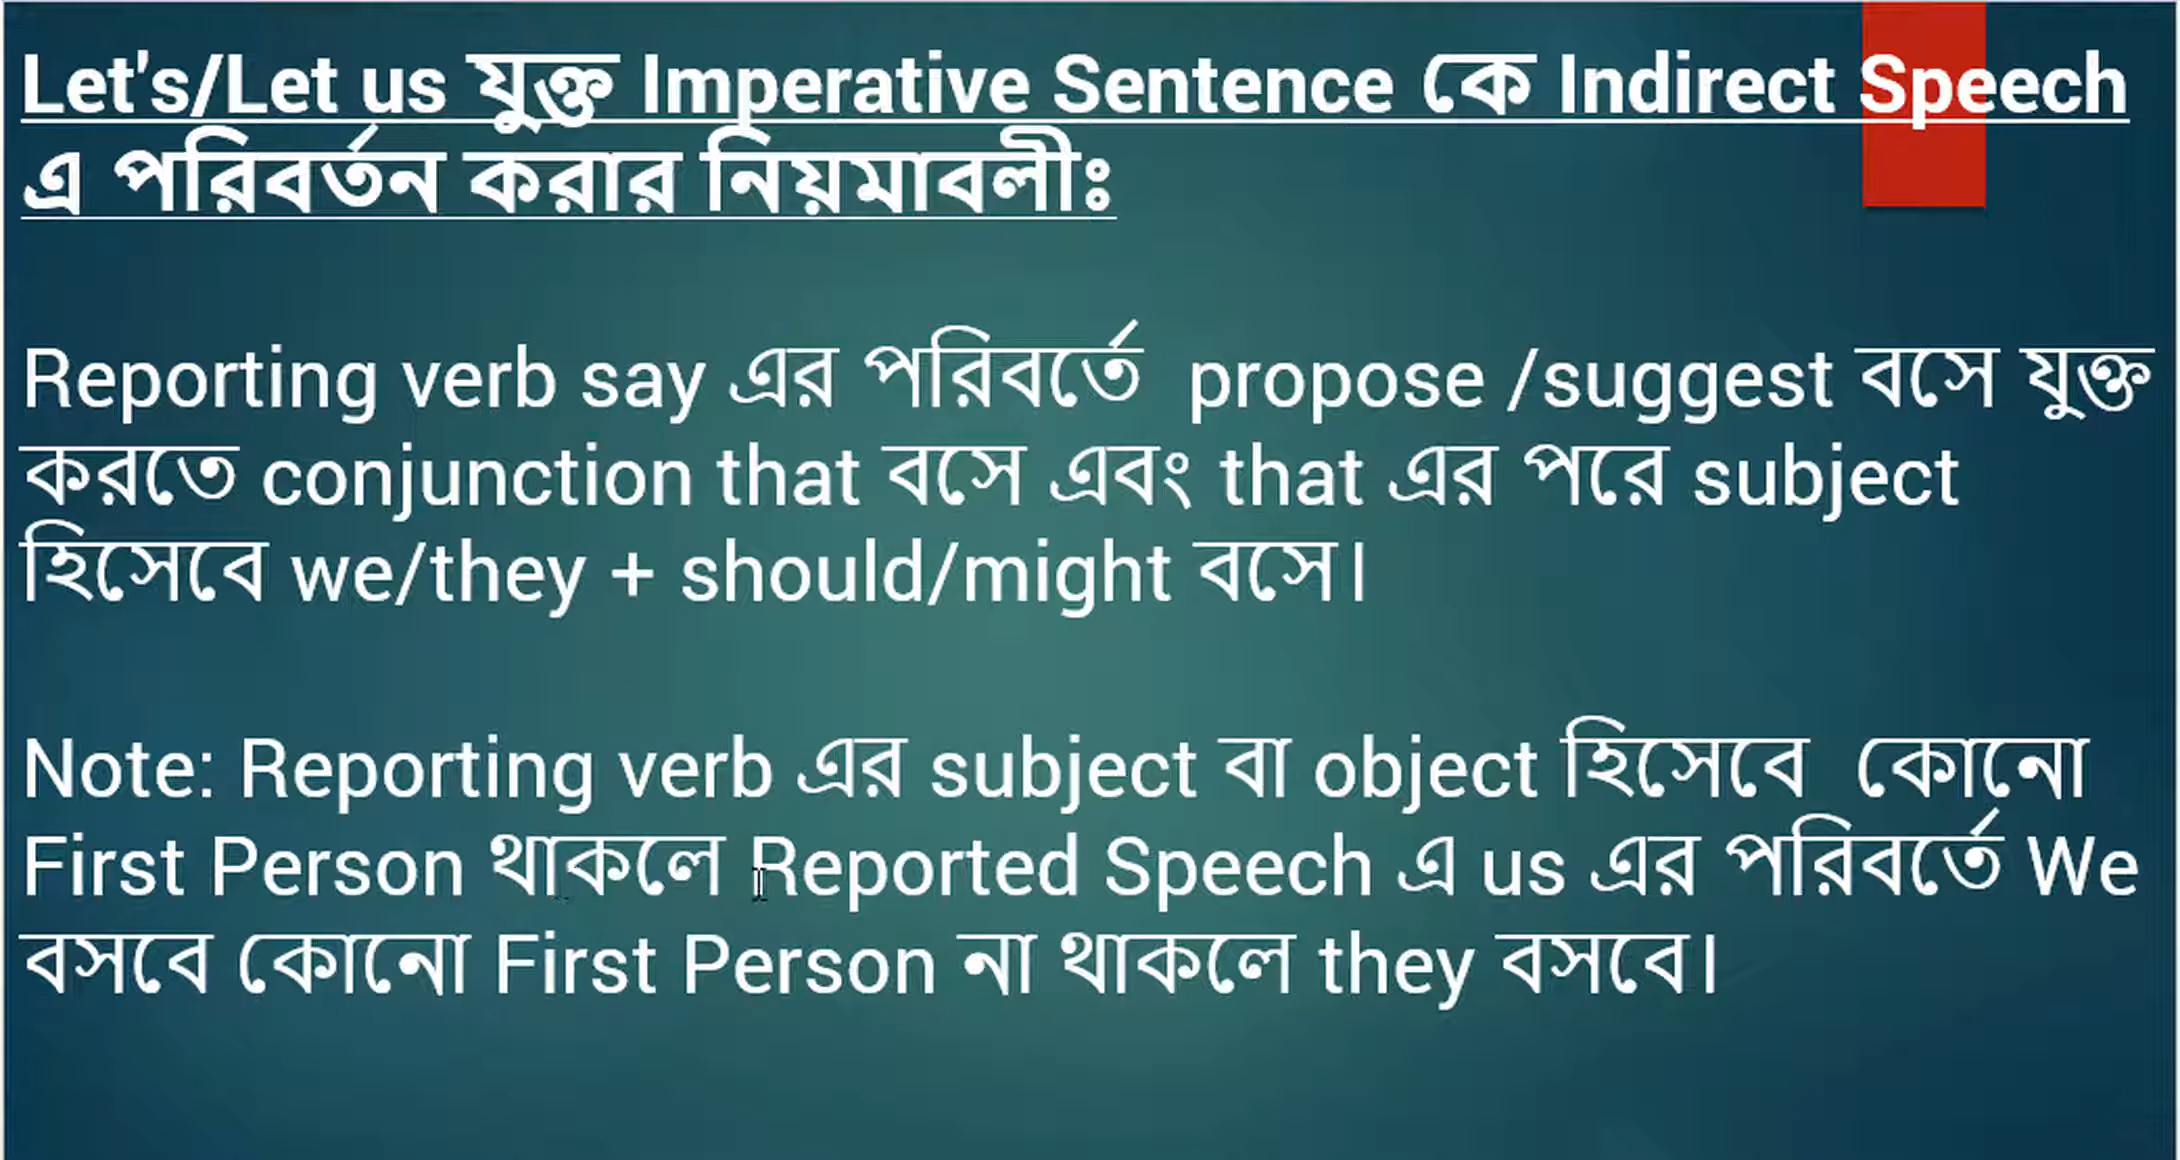 Let's/Let us যুক্ত Imperative Sentence কে Indirect Speech
এ পরিবর্তন করার নিয়মাবলীঃ
Reporting verb say এর পরিবর্তে propose /suggest বসে যুক্ত
করতে conjunction that বসে এবং that এর পরে subject
হিসেবে we/they + should/might বসে।
Note: Reporting verb এর subject বা object হিসেবে কোনো
First Person থাকলে Reported Speech এ us এর পরিবর্তে We
বসবে কোনো First Person না থাকলে they বসবে।